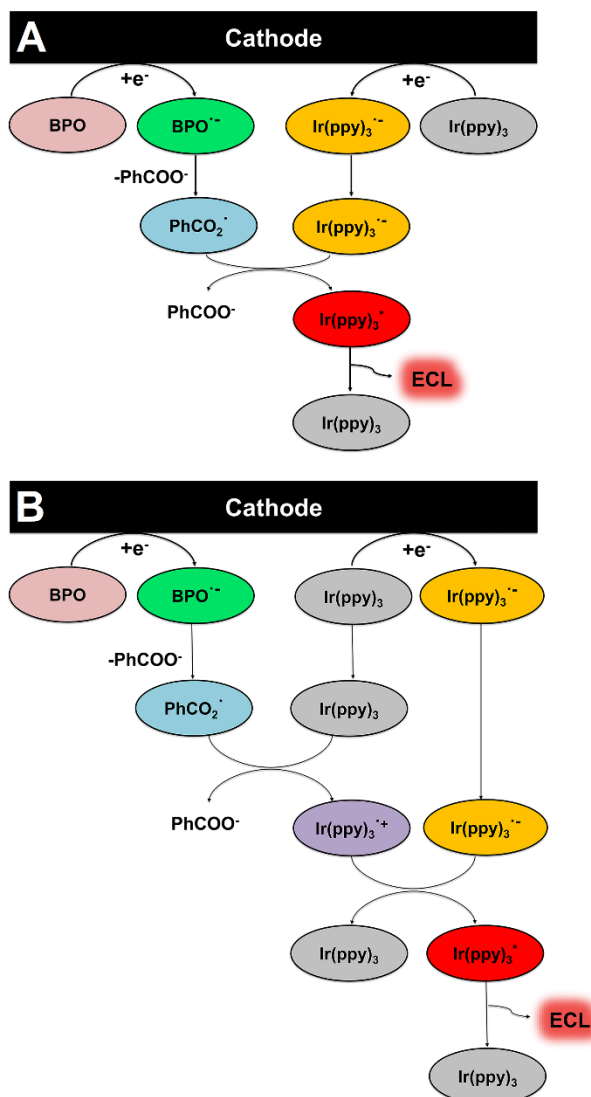 A
Cathode
+e⁻ +e⁻
BPO BPO˙⁻ Ir(ppy)₃˙⁻ Ir(ppy)₃
-PhCOO⁻
PhCO₂˙ Ir(ppy)₃˙⁻
PhCOO⁻ Ir(ppy)₃*
ECL
Ir(ppy)₃
B
Cathode
+e⁻ +e⁻
BPO BPO˙⁻ Ir(ppy)₃ Ir(ppy)₃˙⁻
-PhCOO⁻
PhCO₂˙ Ir(ppy)₃
PhCOO⁻ Ir(ppy)₃˙⁺ Ir(ppy)₃˙⁻
Ir(ppy)₃ Ir(ppy)₃*
ECL
Ir(ppy)₃